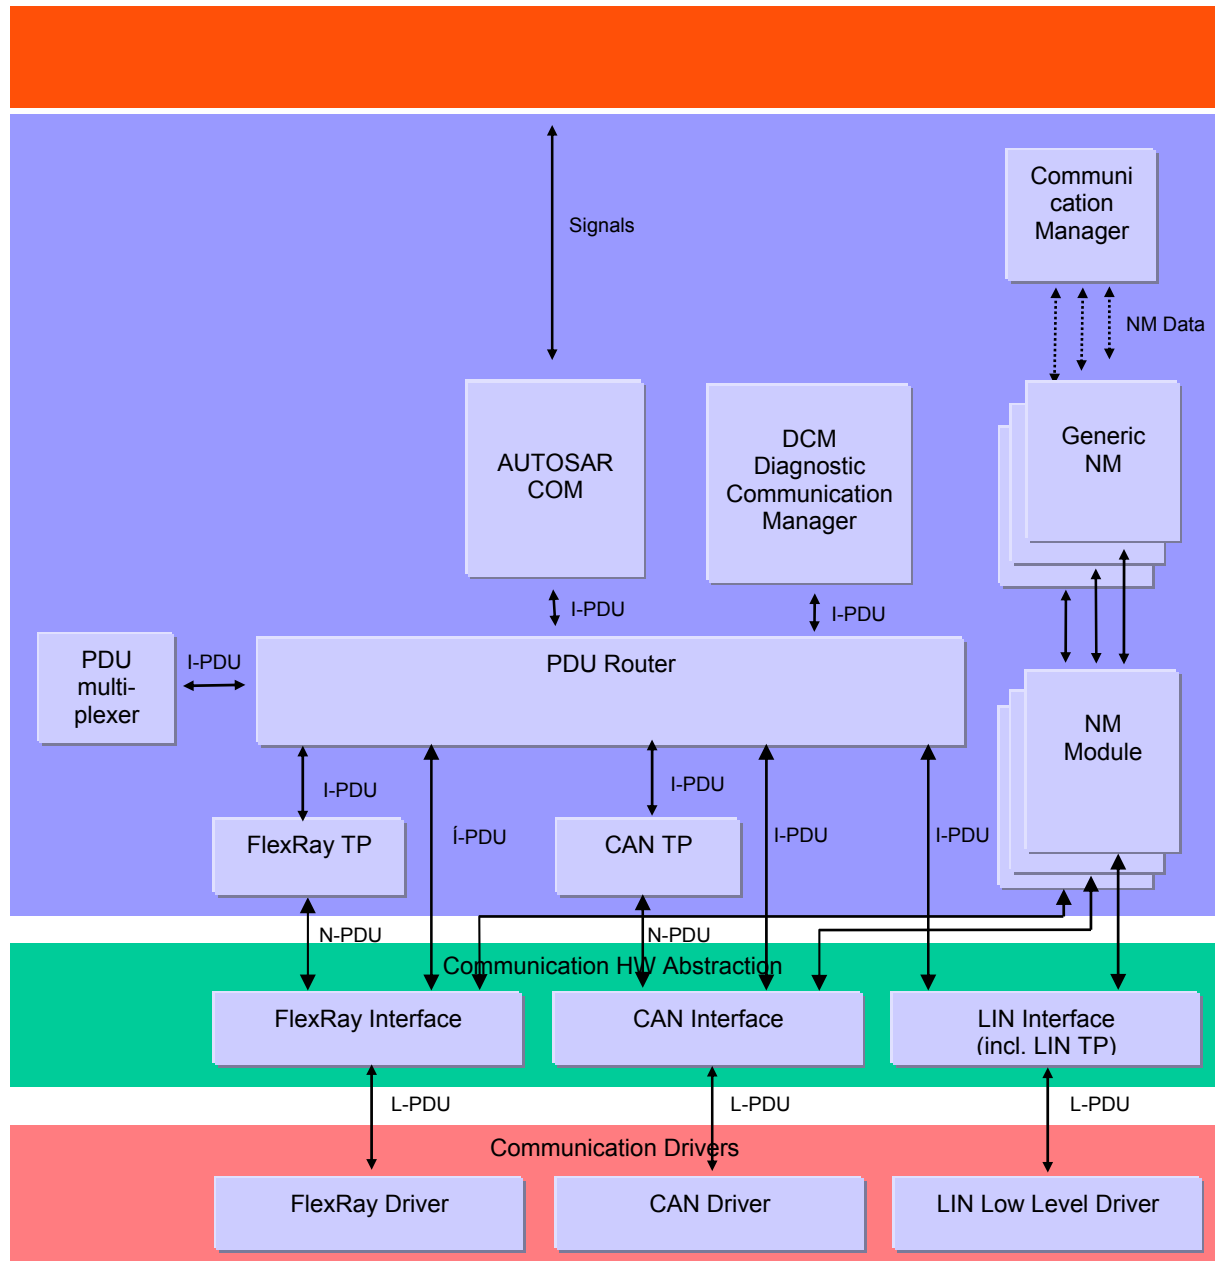 Signals
Communi
cation
Manager
NM Data
AUTOSAR
COM
DCM
Diagnostic
Communication
Manager
Generic
NM
I-PDU
I-PDU
PDU
multi-
plexer
I-PDU
PDU Router
NM
Module
I-PDU
I-PDU
FlexRay TP
Í-PDU
CAN TP
I-PDU
I-PDU
N-PDU
N-PDU
Communication HW Abstraction
FlexRay Interface
CAN Interface
LIN Interface
(incl. LIN TP)
L-PDU
L-PDU
L-PDU
Communication Drivers
FlexRay Driver
CAN Driver
LIN Low Level Driver